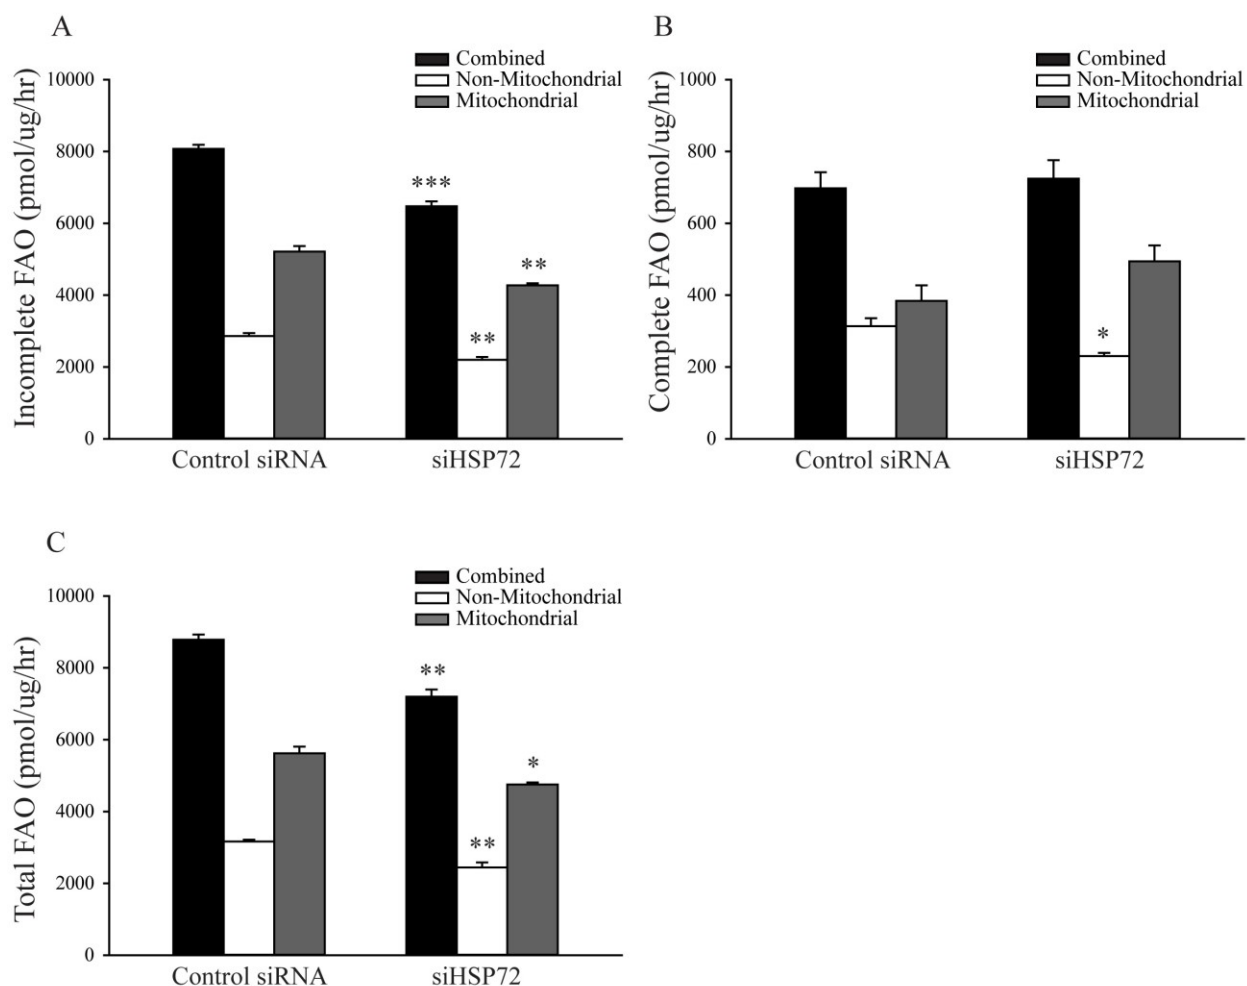 A
Combined
Non-Mitochondrial
Mitochondrial
Incomplete FAO (pmol/ug/hr)
10000
8000
6000
4000
2000
0
***
**
**
Control siRNA
siHSP72
B
Combined
Non-Mitochondrial
Mitochondrial
Complete FAO (pmol/ug/hr)
1000
800
600
400
200
0
*
Control siRNA
siHSP72
C
Combined
Non-Mitochondrial
Mitochondrial
Total FAO (pmol/ug/hr)
10000
8000
6000
4000
2000
0
**
*
**
Control siRNA
siHSP72